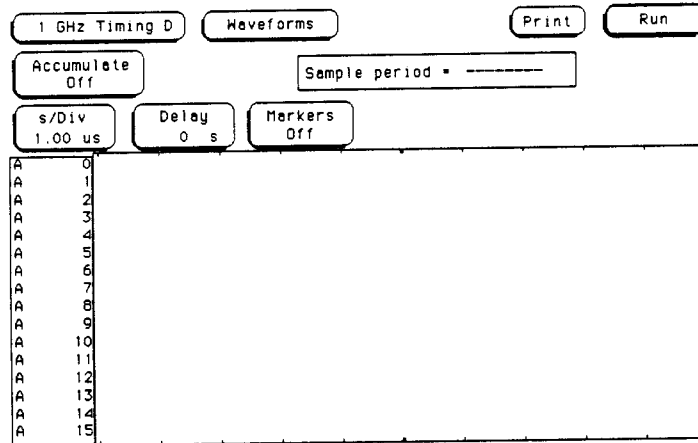 1 GHz Timing D Waveforms Print Run
Accumulate
Off
Sample period = --------
s/Div
1.00 us
Delay
0 s
Markers
Off
A 0
A 1
A 2
A 3
A 4
A 5
A 6
A 7
A 8
A 9
A 10
A 11
A 12
A 13
A 14
A 15